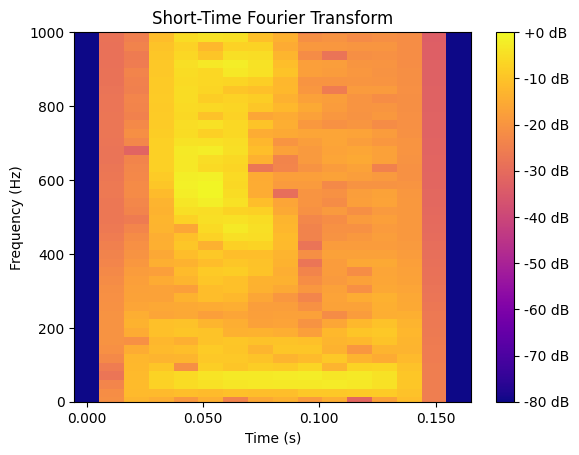 Short-Time Fourier Transform
1000
800
600
400
200
0
Frequency (Hz)
0.000
0.050
0.100
0.150
Time (s)
+0 dB
-10 dB
-20 dB
-30 dB
-40 dB
-50 dB
-60 dB
-70 dB
-80 dB